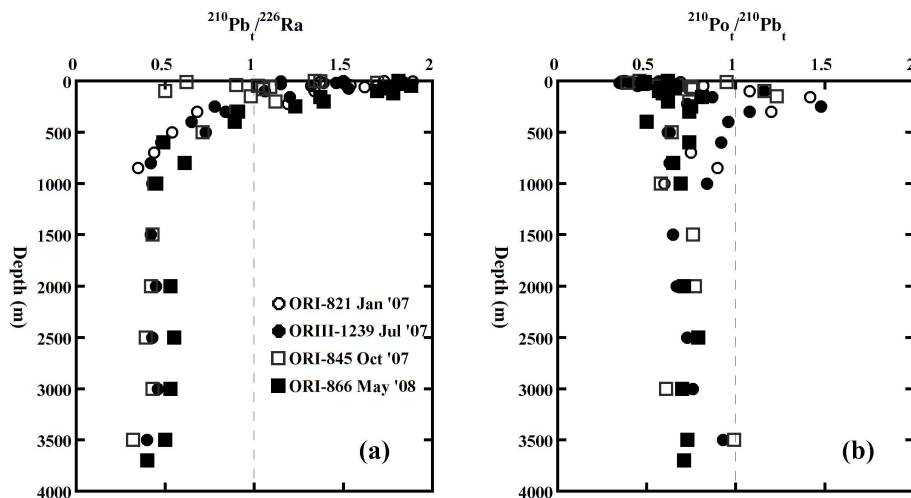 ²¹⁰Pbₜ/²²⁶Ra
0 0.5 1 1.5 2
0
500
1000
1500
2000
2500
3000
3500
4000
Depth (m)
ORI-821 Jan '07
ORIII-1239 Jul '07
ORI-845 Oct '07
ORI-866 May '08
(a)
²¹⁰Poₜ/²¹⁰Pbₜ
0 0.5 1 1.5 2
0
500
1000
1500
2000
2500
3000
3500
4000
Depth (m)
(b)